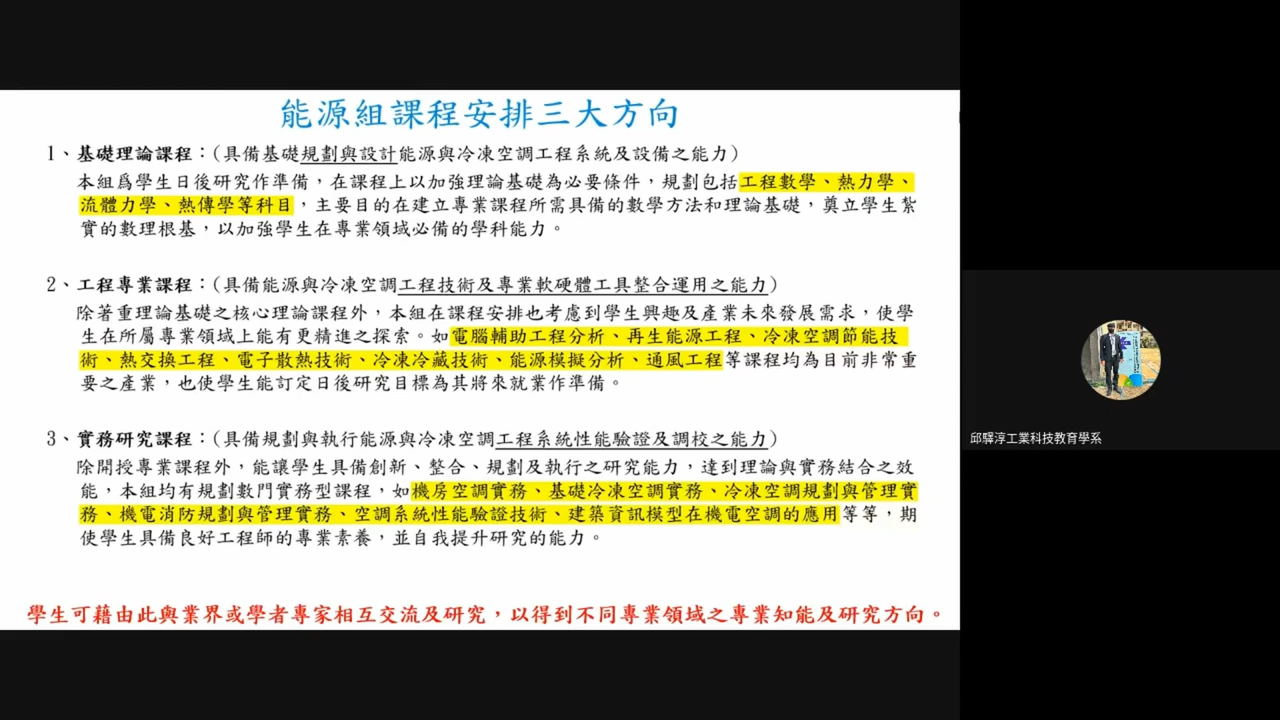 能源組課程安排三大方向
1、基礎理論課程：(具備基礎規劃與設計能源與冷凍空調工程系統及設備之能力)
本組爲學生日後研究作準備，在課程上以加強理論基礎為必要條件，規劃包括工程數學、熱力學、
流體力學、熱傳學等科目，主要目的在建立專業課程所需具備的數學方法和理論基礎，奠立學生紮
實的數理根基，以加強學生在專業領域必備的學科能力。
2、工程專業課程：(具備能源與冷凍空調工程技術及專業軟硬體工具整合運用之能力)
除著重理論基礎之核心理論課程外，本組在課程安排也考慮到學生興趣及產業未來發展需求，使學
生在所屬專業領域上能有更精進之探索。如電腦輔助工程分析、再生能源工程、冷凍空調節能技
術、熱交換工程、電子散熱技術、冷凍冷藏技術、能源模擬分析、通風工程等課程均為目前非常重
要之產業，也使學生能訂定日後研究目標為其將來就業作準備。
3、實務研究課程：(具備規劃與執行能源與冷凍空調工程系統性能驗證及調校之能力)
除開授專業課程外，能讓學生具備創新、整合、規劃及執行之研究能力，達到理論與實務結合之效
能，本組均有規劃數門實務型課程，如機房空調實務、基礎冷凍空調實務、冷凍空調規劃與管理實
務、機電消防規劃與管理實務、空調系統性能驗證技術、建築資訊模型在機電空調的應用等等，期
使學生具備良好工程師的專業素養，並自我提升研究的能力。
學生可藉由此與業界或學者專家相互交流及研究，以得到不同專業領域之專業知能及研究方向。
邱驛淳工業科技教育學系